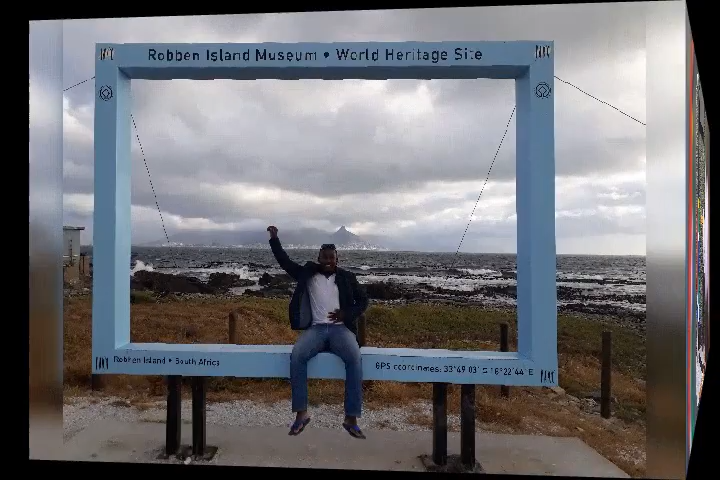 Robben Island Museum • World Heritage Site
Robben Island • South Africa
GPS coordinates: 33°49 03' S 18°22'44" E